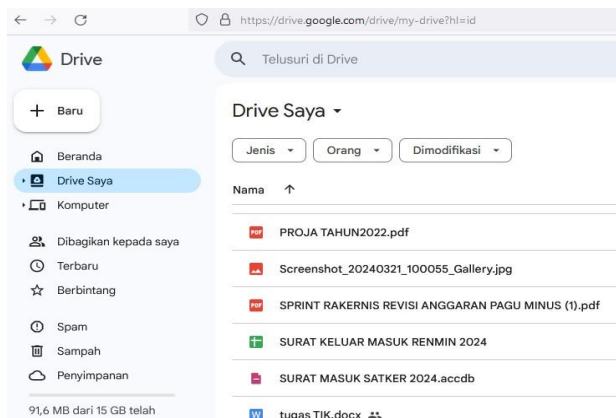 https://drive.google.com/drive/my-drive?hl=id
Drive
Telusuri di Drive
Baru
Beranda
Drive Saya
Komputer
Dibagikan kepada saya
Terbaru
Berbintang
Spam
Sampah
Penyimpanan
91,6 MB dari 15 GB telah
Drive Saya
Jenis Orang Dimodifikasi
Nama
PDF PROJA TAHUN2022.pdf
Screenshot_20240321_100055_Gallery.jpg
PDF SPRINT RAKERNIS REVISI ANGGARAN PAGU MINUS (1).pdf
SURAT KELUAR MASUK RENMIN 2024
SURAT MASUK SATKER 2024.accdb
W tugas TIK.docx